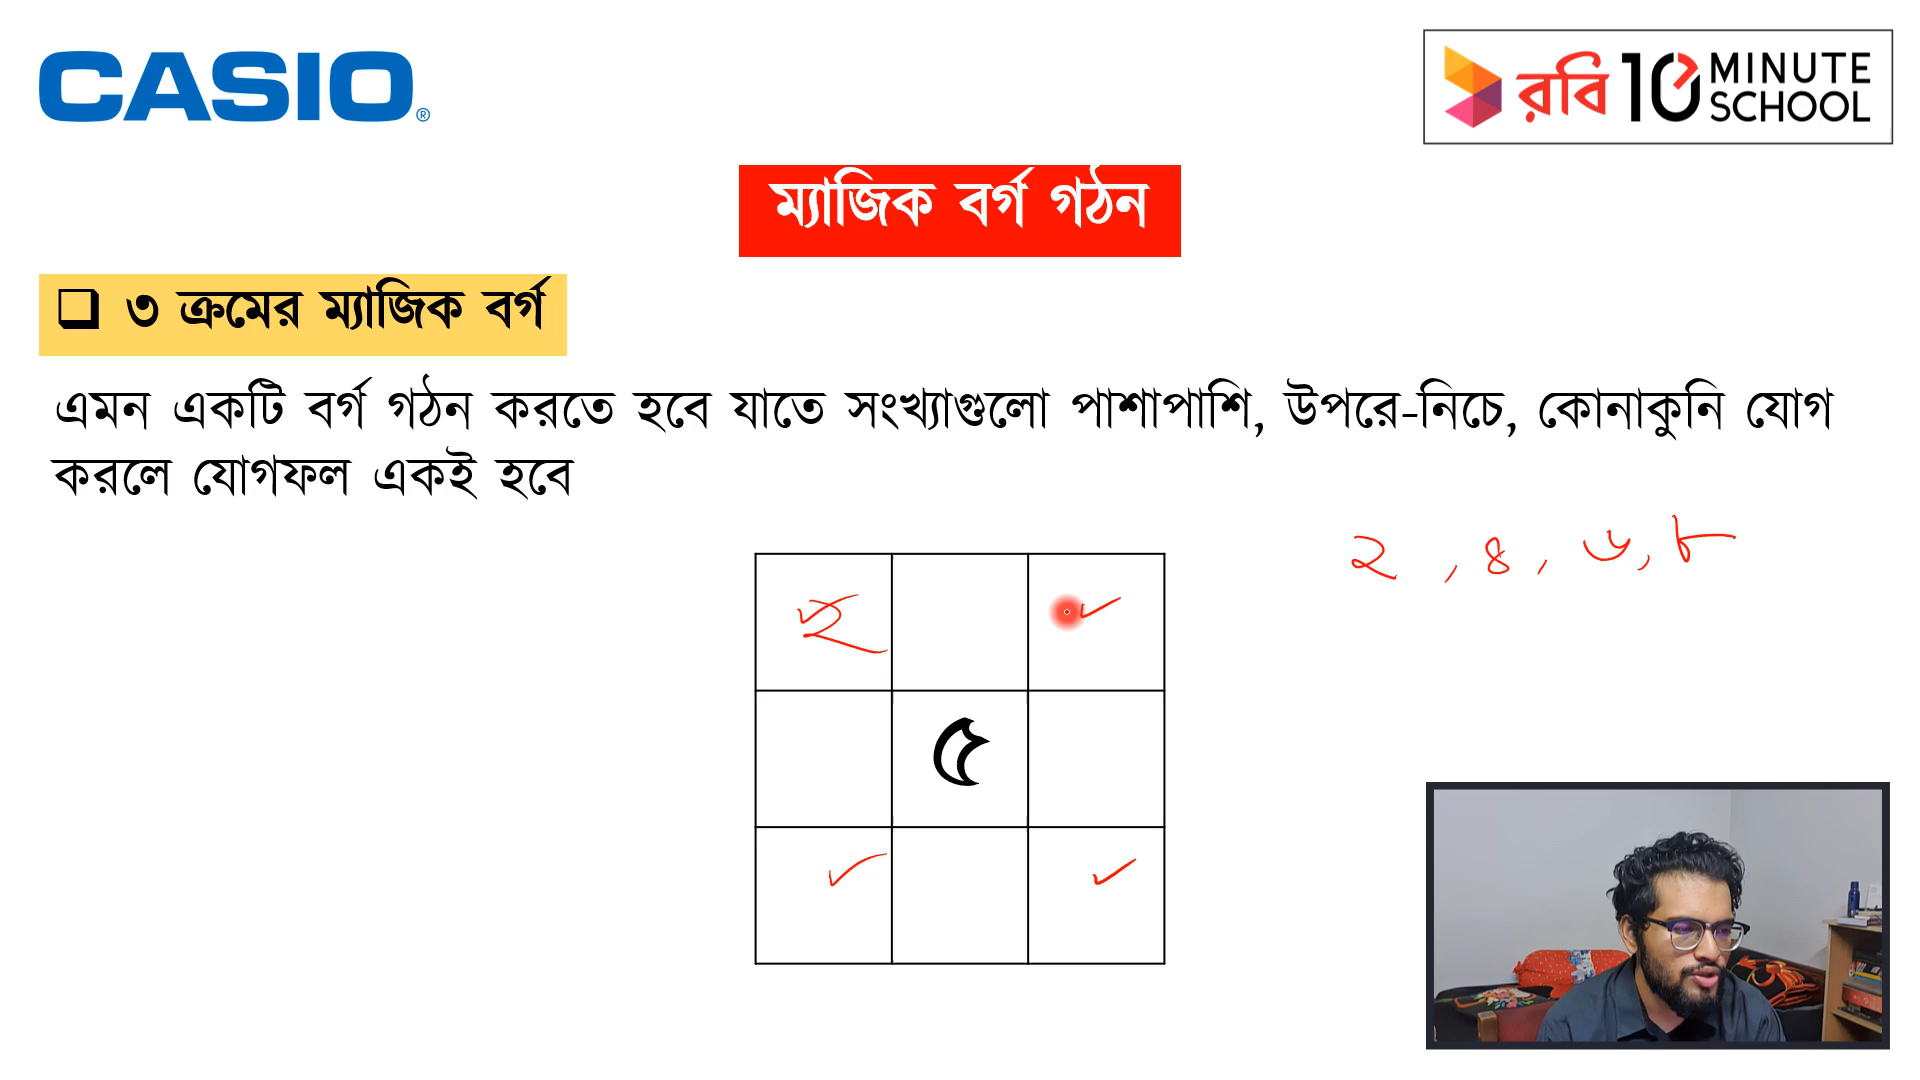 CASIO®
রবি 10 MINUTE SCHOOL
ম্যাজিক বর্গ গঠন
৩ ক্রমের ম্যাজিক বর্গ
এমন একটি বর্গ গঠন করতে হবে যাতে সংখ্যাগুলো পাশাপাশি, উপরে-নিচে, কোনাকুনি যোগ
করলে যোগফল একই হবে
২ , ৪ , ৬ , ৮
২
৫